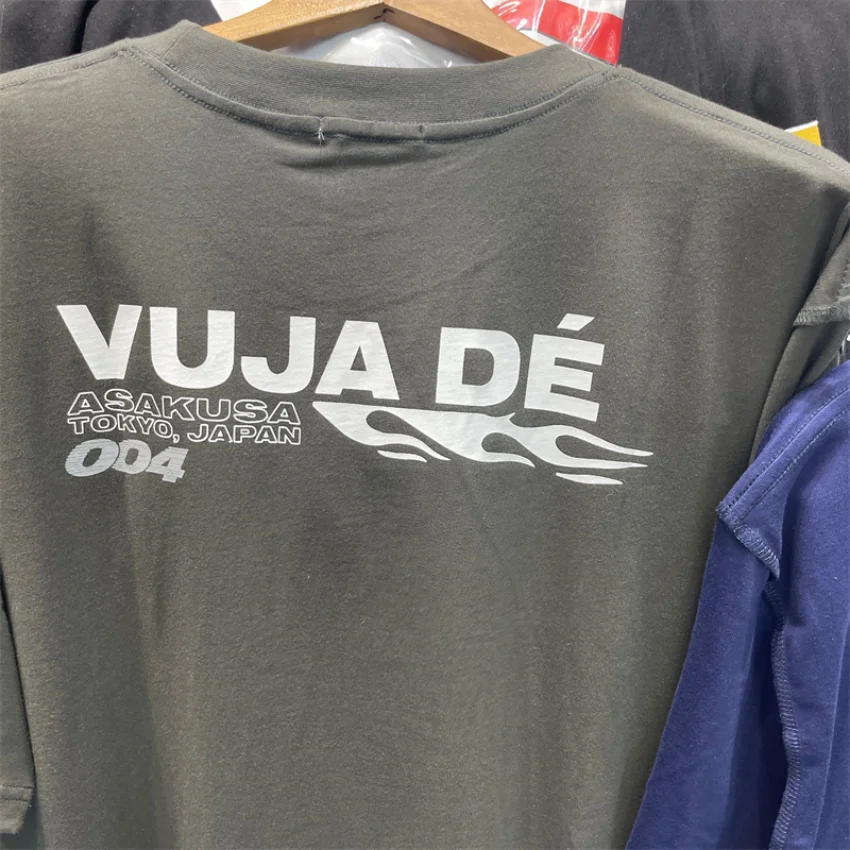 VUJA DÉ
ASAKUSA
TOKYO, JAPAN
004